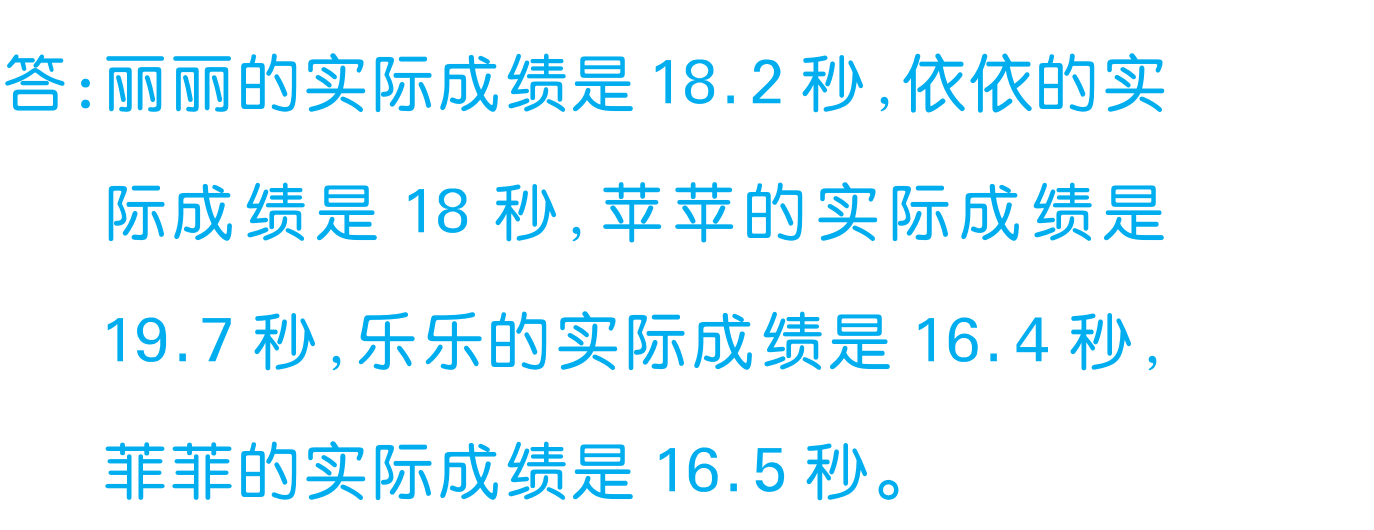 答:丽丽的实际成绩是 18.2 秒,依依的实
际成绩是 18 秒,苹苹的实际成绩是
19.7 秒,乐乐的实际成绩是 16.4 秒,
菲菲的实际成绩是 16.5 秒。